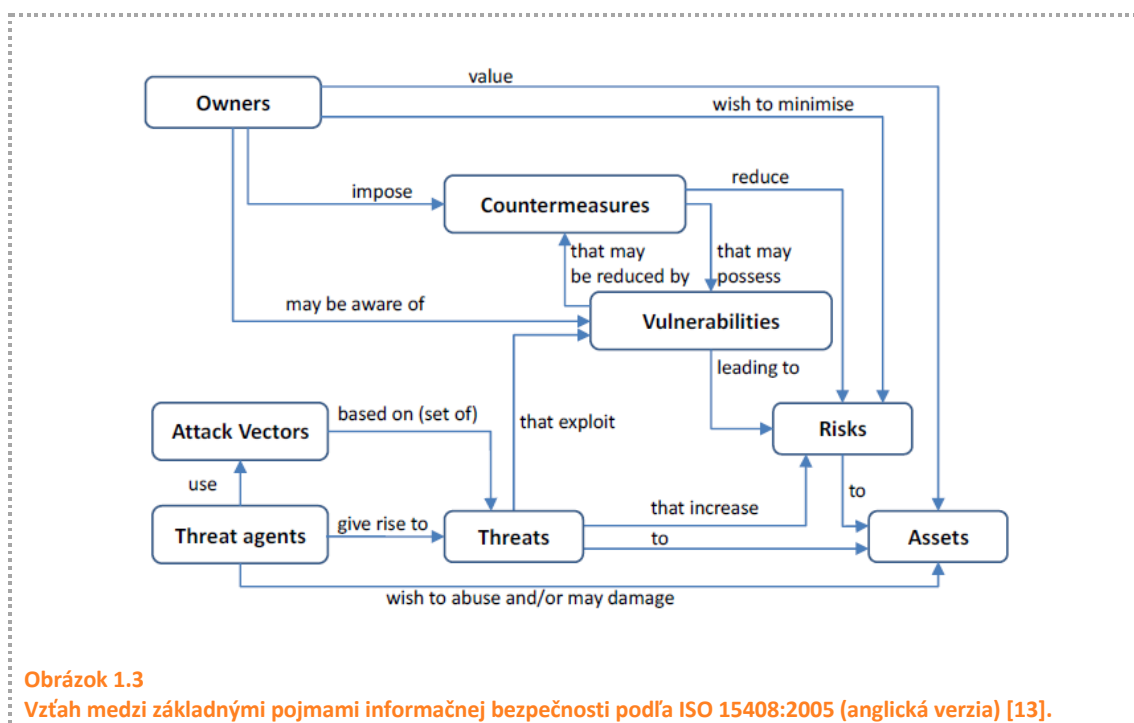 value
Owners
wish to minimise
impose
reduce
Countermeasures
that may
be reduced by
that may
possess
may be aware of
Vulnerabilities
leading to
based on (set of)
Attack Vectors
that exploit
Risks
use
to
that increase
Threat agents
give rise to
Threats
to
Assets
wish to abuse and/or may damage
Obrázok 1.3
Vzťah medzi základnými pojmami informačnej bezpečnosti podľa ISO 15408:2005 (anglická verzia) [13].